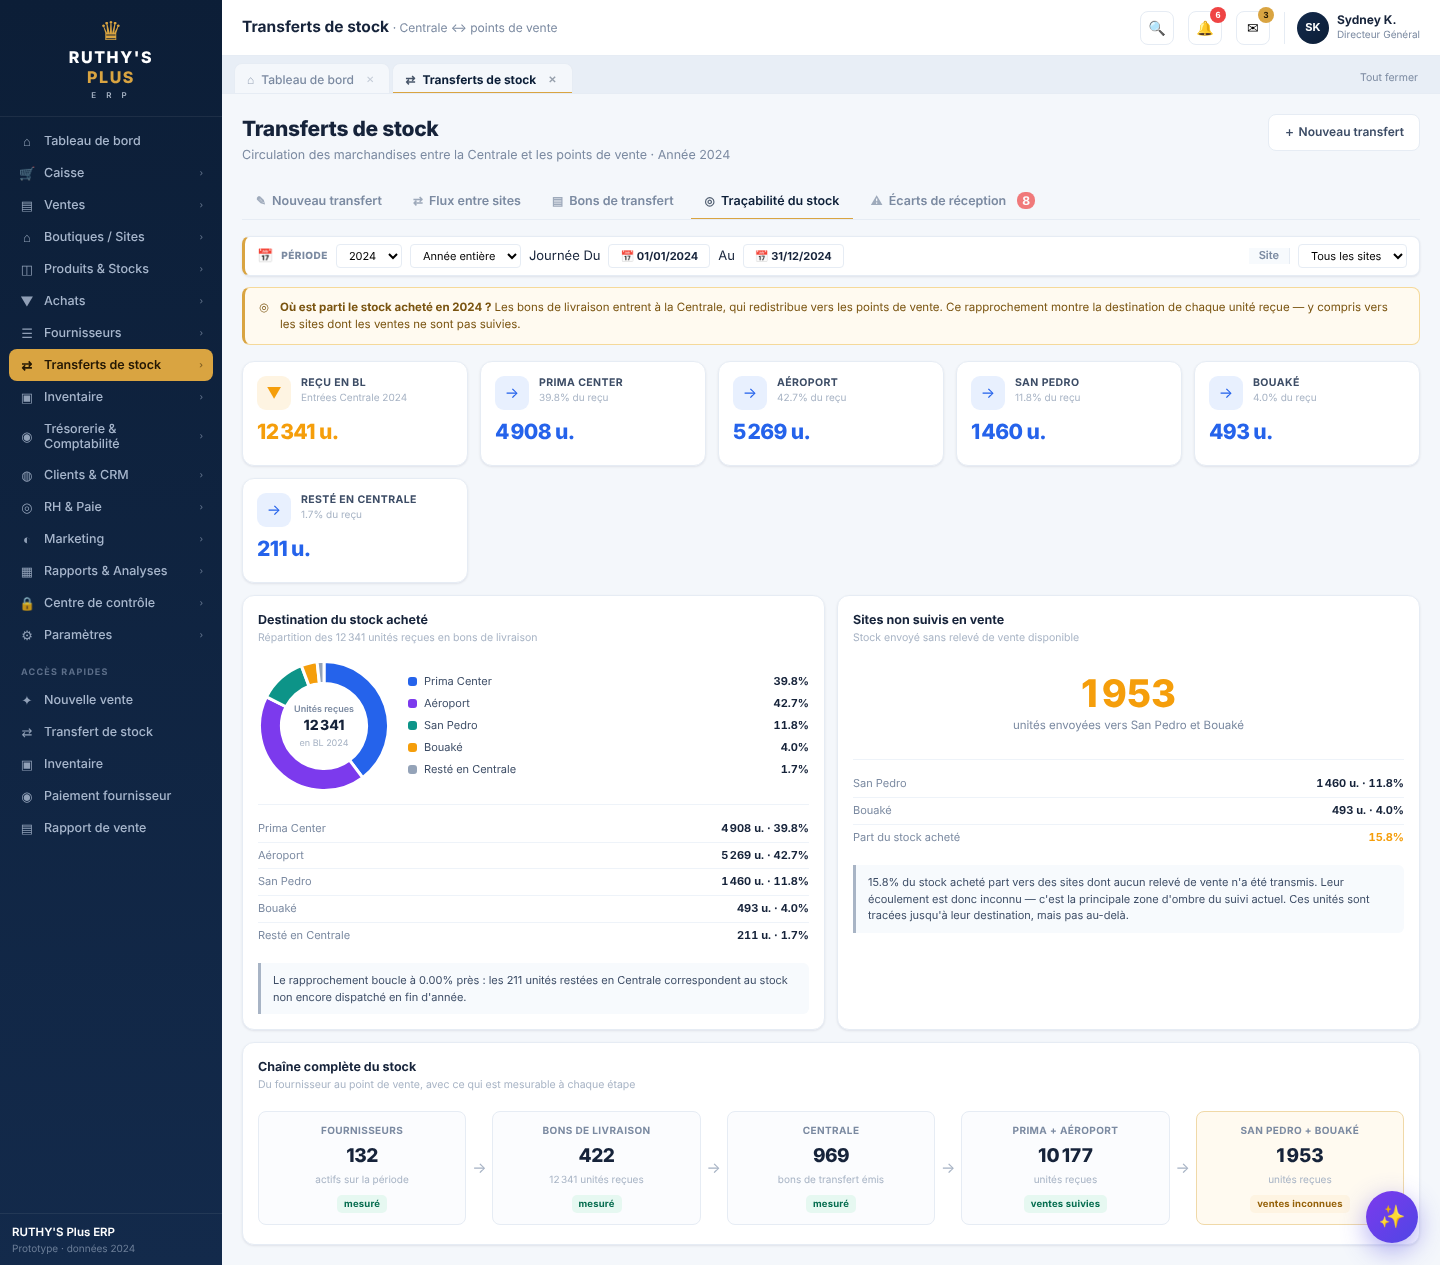 RUTHY'S
PLUS
E R P
Tableau de bord
Caisse
Ventes
Boutiques / Sites
Produits & Stocks
Achats
Fournisseurs
Transferts de stock
Inventaire
Trésorerie &
Comptabilité
Clients & CRM
RH & Paie
Marketing
Rapports & Analyses
Centre de contrôle
Paramètres
ACCÈS RAPIDES
Nouvelle vente
Transfert de stock
Inventaire
Paiement fournisseur
Rapport de vente
RUTHY'S Plus ERP
Prototype · données 2024
Transferts de stock · Centrale ↔ points de vente
6
3
SK
Sydney K.
Directeur Général
Tableau de bord ×
Transferts de stock ×
Tout fermer
Transferts de stock
Circulation des marchandises entre la Centrale et les points de vente · Année 2024
+ Nouveau transfert
Nouveau transfert
Flux entre sites
Bons de transfert
Traçabilité du stock
Écarts de réception 8
PÉRIODE 2024 Année entière Journée Du 01/01/2024 Au 31/12/2024
Site Tous les sites
Où est parti le stock acheté en 2024 ? Les bons de livraison entrent à la Centrale, qui redistribue vers les points de vente. Ce rapprochement montre la destination de chaque unité reçue — y compris vers
les sites dont les ventes ne sont pas suivies.
REÇU EN BL
Entrées Centrale 2024
12 341 u.
PRIMA CENTER
39.8% du reçu
4 908 u.
AÉROPORT
42.7% du reçu
5 269 u.
SAN PEDRO
11.8% du reçu
1 460 u.
BOUAKÉ
4.0% du reçu
493 u.
RESTÉ EN CENTRALE
1.7% du reçu
211 u.
Destination du stock acheté
Répartition des 12 341 unités reçues en bons de livraison
Unités reçues
12 341
en BL 2024
Prima Center 39.8%
Aéroport 42.7%
San Pedro 11.8%
Bouaké 4.0%
Resté en Centrale 1.7%
Prima Center 4 908 u. · 39.8%
Aéroport 5 269 u. · 42.7%
San Pedro 1 460 u. · 11.8%
Bouaké 493 u. · 4.0%
Resté en Centrale 211 u. · 1.7%
Le rapprochement boucle à 0.00% près : les 211 unités restées en Centrale correspondent au stock
non encore dispatché en fin d'année.
Sites non suivis en vente
Stock envoyé sans relevé de vente disponible
1 953
unités envoyées vers San Pedro et Bouaké
San Pedro 1 460 u. · 11.8%
Bouaké 493 u. · 4.0%
Part du stock acheté 15.8%
15.8% du stock acheté part vers des sites dont aucun relevé de vente n'a été transmis. Leur
écoulement est donc inconnu — c'est la principale zone d'ombre du suivi actuel. Ces unités sont
tracées jusqu'à leur destination, mais pas au-delà.
Chaîne complète du stock
Du fournisseur au point de vente, avec ce qui est mesurable à chaque étape
FOURNISSEURS
132
actifs sur la période
mesuré
→
BONS DE LIVRAISON
422
12 341 unités reçues
mesuré
→
CENTRALE
969
bons de transfert émis
mesuré
→
PRIMA + AÉROPORT
10 177
unités reçues
ventes suivies
→
SAN PEDRO + BOUAKÉ
1 953
unités reçues
ventes inconnues